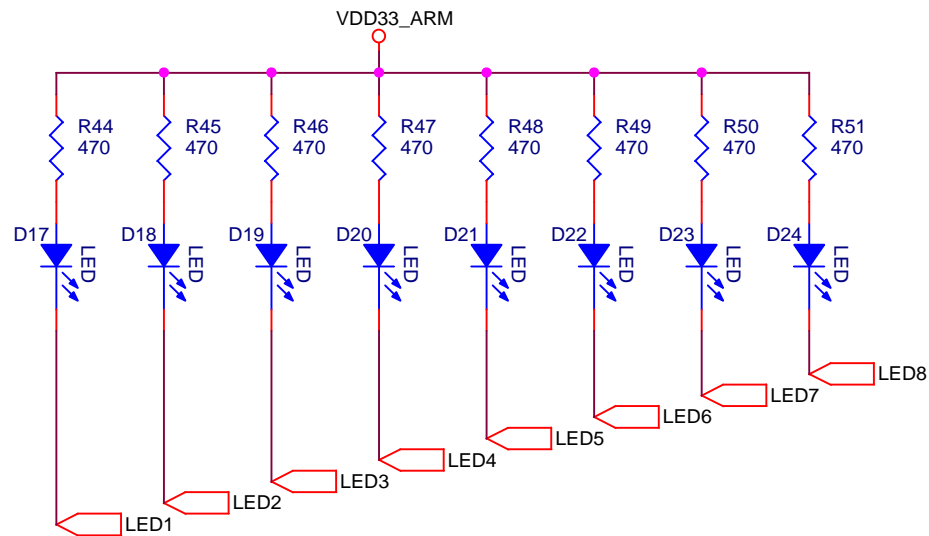 VDD33_ARM
R44 R45 R46 R47 R48 R49 R50 R51
470 470 470 470 470 470 470 470
D17 D18 D19 D20 D21 D22 D23 D24
LED LED LED LED LED LED LED LED
LED8
LED7
LED6
LED5
LED4
LED3
LED2
LED1